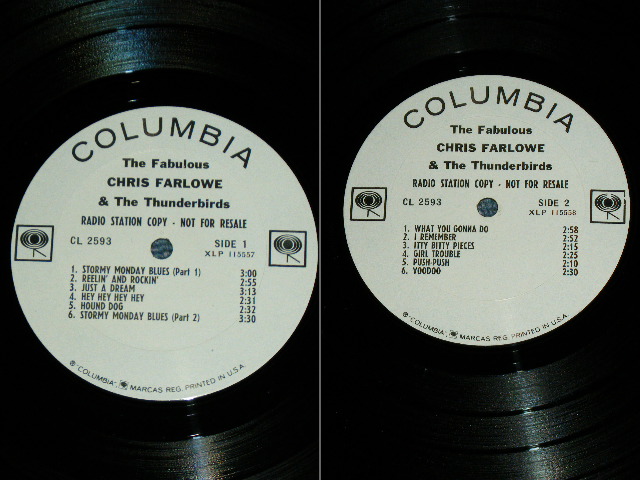 COLUMBIA
The Fabulous
CHRIS FARLOWE
& The Thunderbirds
RADIO STATION COPY - NOT FOR RESALE
CL 2593
SIDE 1
XLP 115557
1. STORMY MONDAY BLUES (Part 1) 3:00
2. REELIN' AND ROCKIN' 2:55
3. JUST A DREAM 3:13
4. HEY HEY HEY HEY 2:31
5. HOUND DOG 2:32
6. STORMY MONDAY BLUES (Part 2) 3:30
® "COLUMBIA", MARCAS REG. PRINTED IN U.S.A.
COLUMBIA
The Fabulous
CHRIS FARLOWE
& The Thunderbirds
RADIO STATION COPY - NOT FOR RESALE
CL 2593
SIDE 2
XLP 115558
1. WHAT YOU GONNA DO 2:58
2. I REMEMBER 2:52
3. ITTY BITTY PIECES 2:15
4. GIRL TROUBLE 2:25
5. PUSH-PUSH 2:10
6. VOODOO 2:30
® "COLUMBIA", MARCAS REG. PRINTED IN U.S.A.